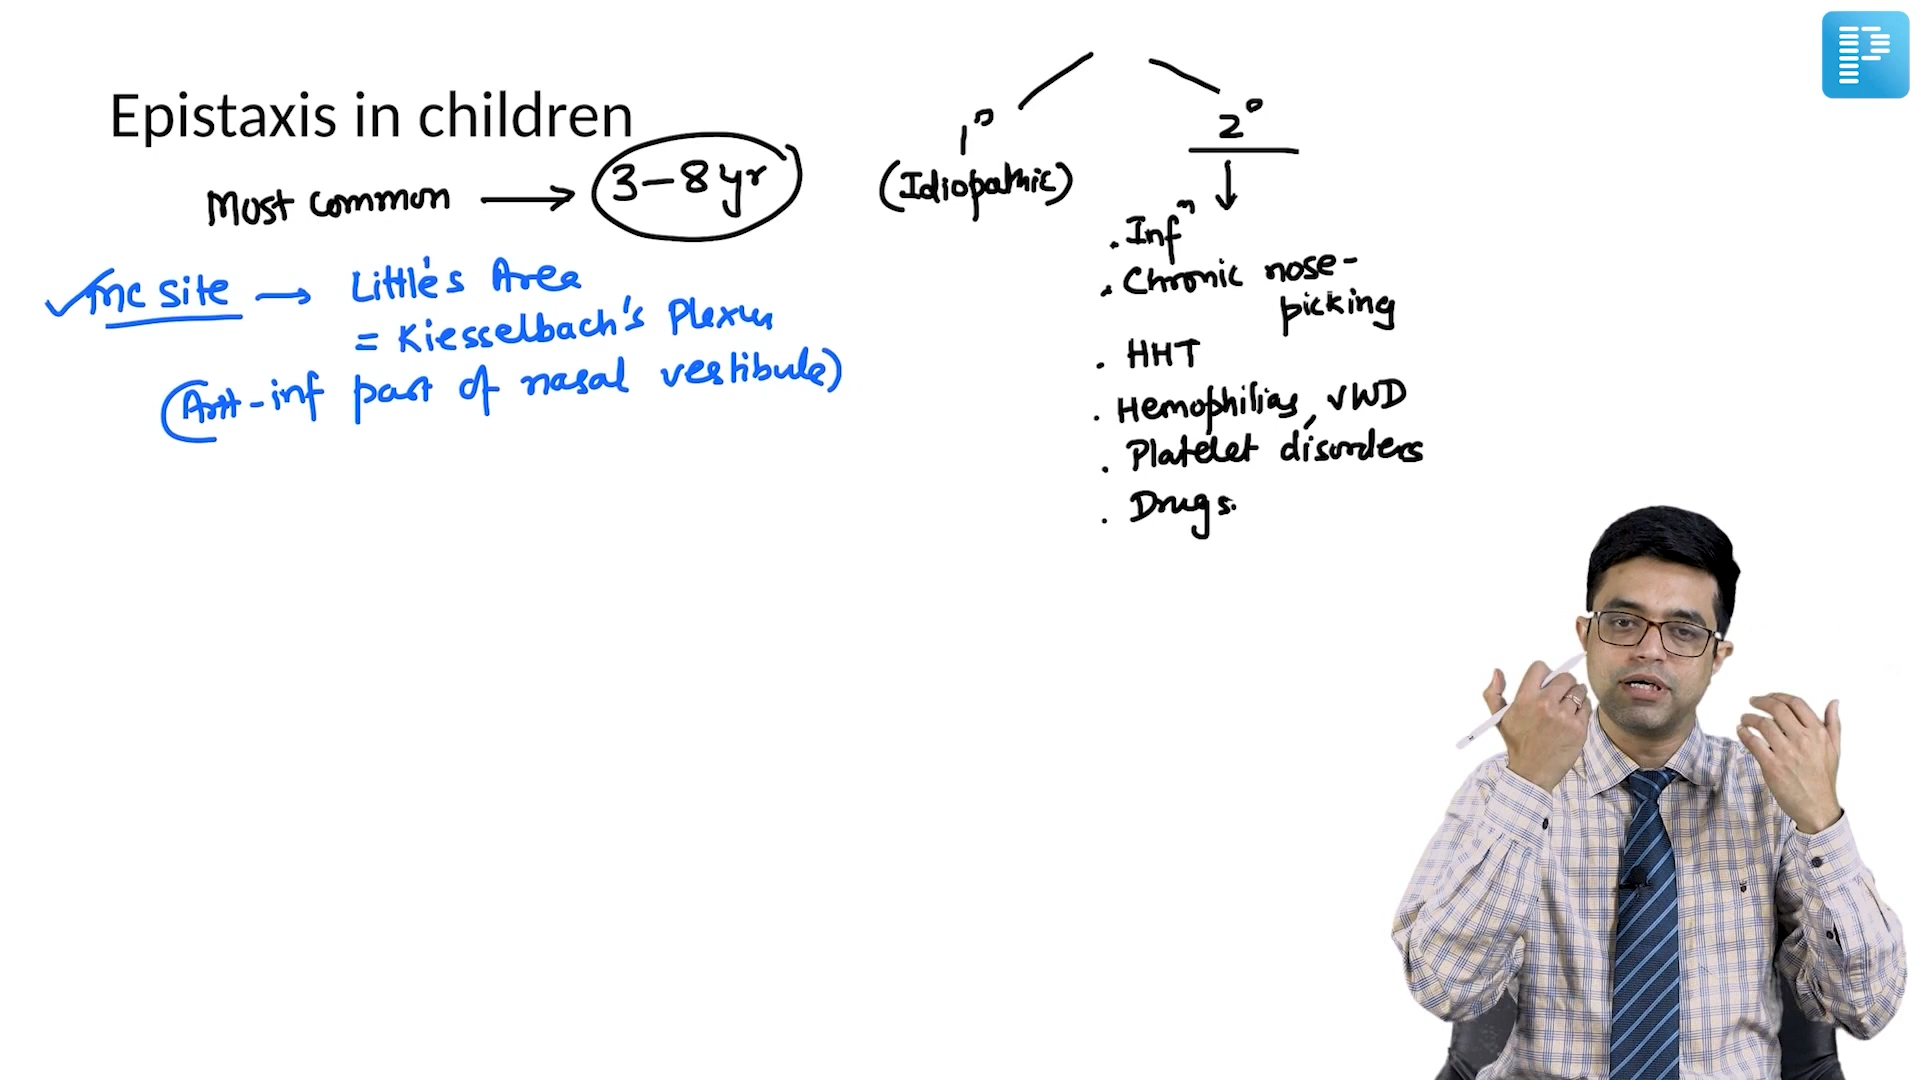 Epistaxis in children
Most common → 3-8 yr
MC site → Little's Area
= Kiesselbach's Plexus
(Ant-inf part of nasal vestibule)
1°
(Idiopathic)
2°
↓
. Infⁿ
. Chronic nose-
picking
. HHT
. Hemophilias, vWD
. Platelet disorders
. Drugs.
P